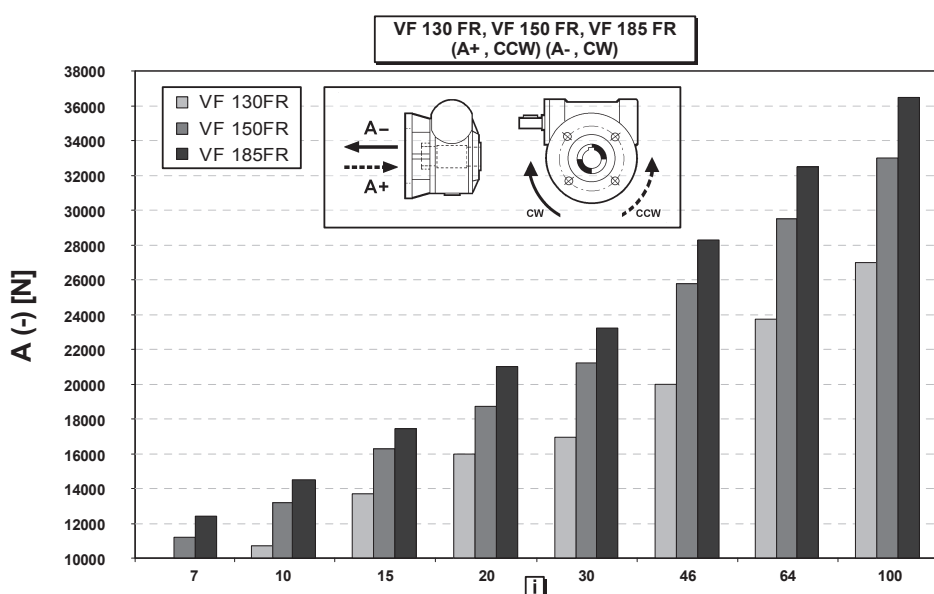 VF 130 FR, VF 150 FR, VF 185 FR
(A+ , CCW) (A- , CW)
A (-) [N]
38000
36000
34000
32000
30000
28000
26000
24000
22000
20000
18000
16000
14000
12000
10000
VF 130FR
VF 150FR
VF 185FR
A−
A+
CW
CCW
7
10
15
20
30
46
64
100
i